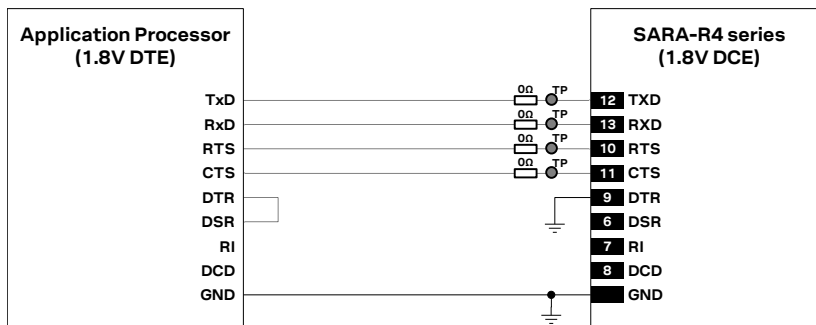 Application Processor
(1.8V DTE)
SARA-R4 series
(1.8V DCE)
TxD 0Ω TP 12 TXD
RxD 0Ω TP 13 RXD
RTS 0Ω TP 10 RTS
CTS 0Ω TP 11 CTS
DTR 9 DTR
DSR 6 DSR
RI 7 RI
DCD 8 DCD
GND GND